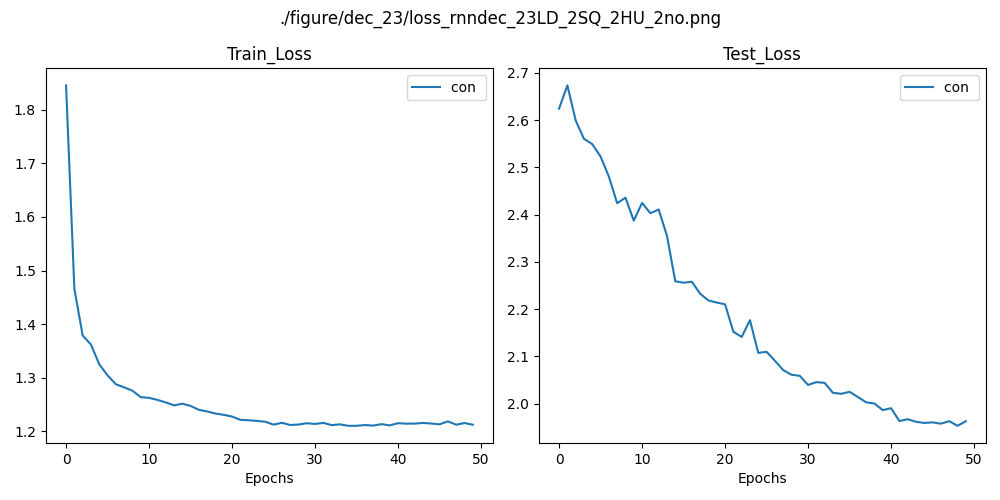 ./figure/dec_23/loss_rnndec_23LD_2SQ_2HU_2no.png
Train_Loss
con
1.8
1.7
1.6
1.5
1.4
1.3
1.2
0 10 20 30 40 50
Epochs
Test_Loss
con
2.7
2.6
2.5
2.4
2.3
2.2
2.1
2.0
0 10 20 30 40 50
Epochs